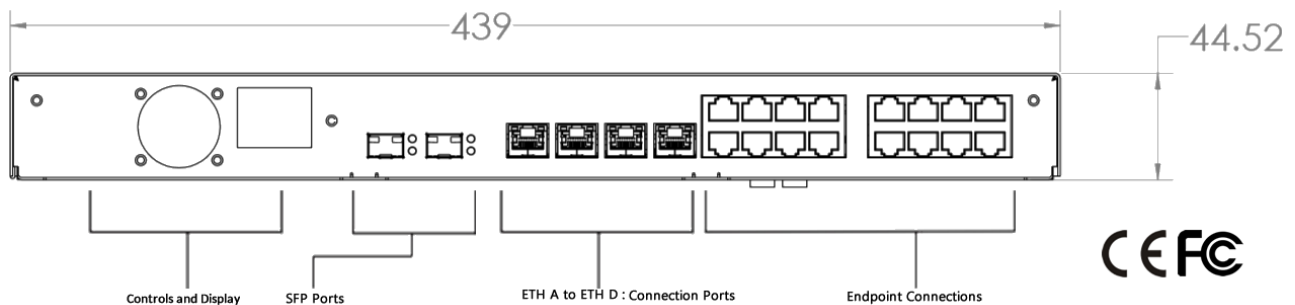 439
44.52
CE FC
Controls and Display
SFP Ports
ETH A to ETH D : Connection Ports
Endpoint Connections